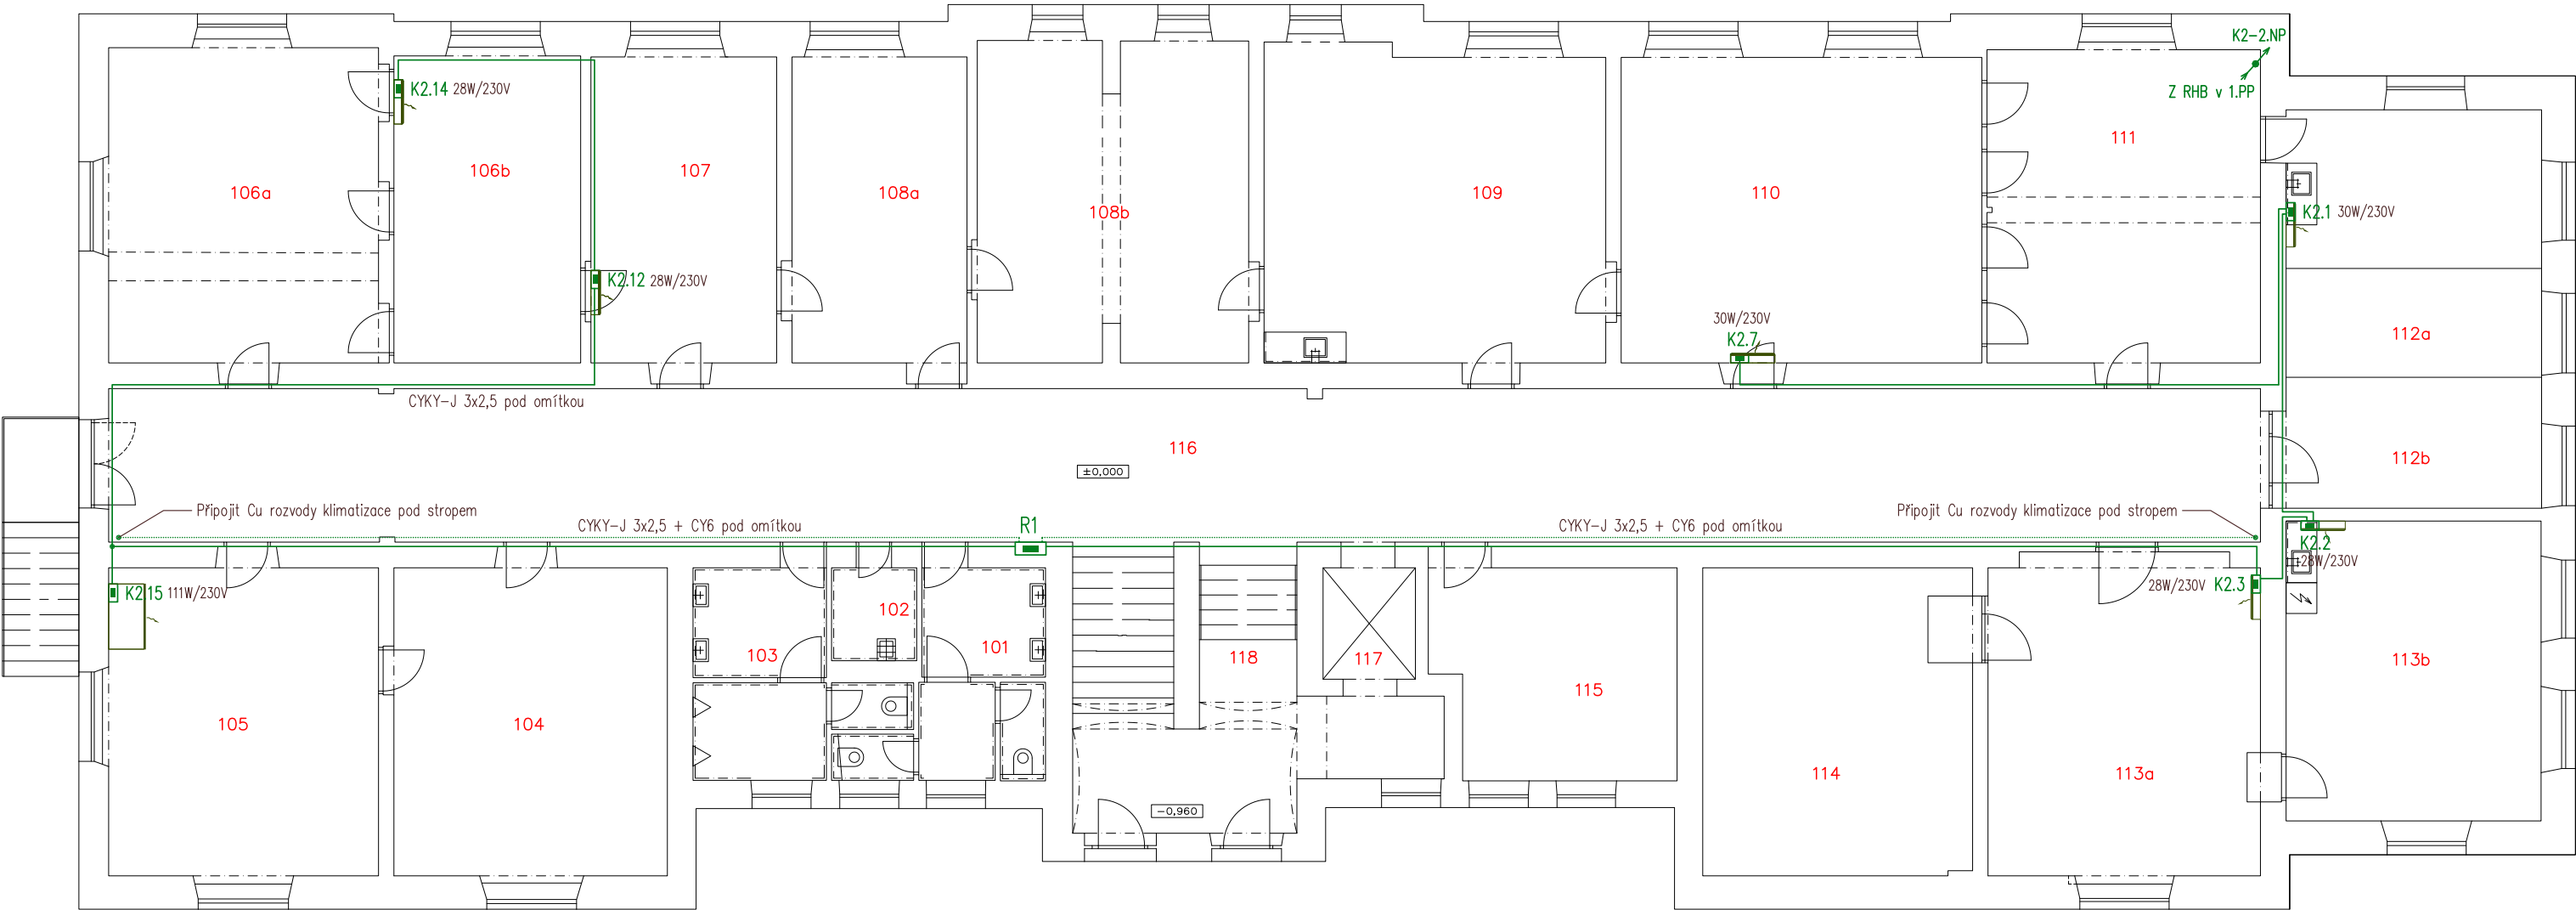 K2-2.NP
Z RHB v 1.PP
K2.14 28W/230V
106a
106b
107
108a
108b
109
110
111
K2.1 30W/230V
K2.12 28W/230V
30W/230V
K2.7
112a
CYKY-J 3x2,5 pod omítkou
116
±0,000
112b
Připojit Cu rozvody klimatizace pod stropem
CYKY-J 3x2,5 + CY6 pod omítkou
R1
CYKY-J 3x2,5 + CY6 pod omítkou
Připojit Cu rozvody klimatizace pod stropem
K2.2
28W/230V
K2.15 111W/230V
28W/230V K2.3
102
101
103
118
117
113b
115
105
104
114
113a
-0,960